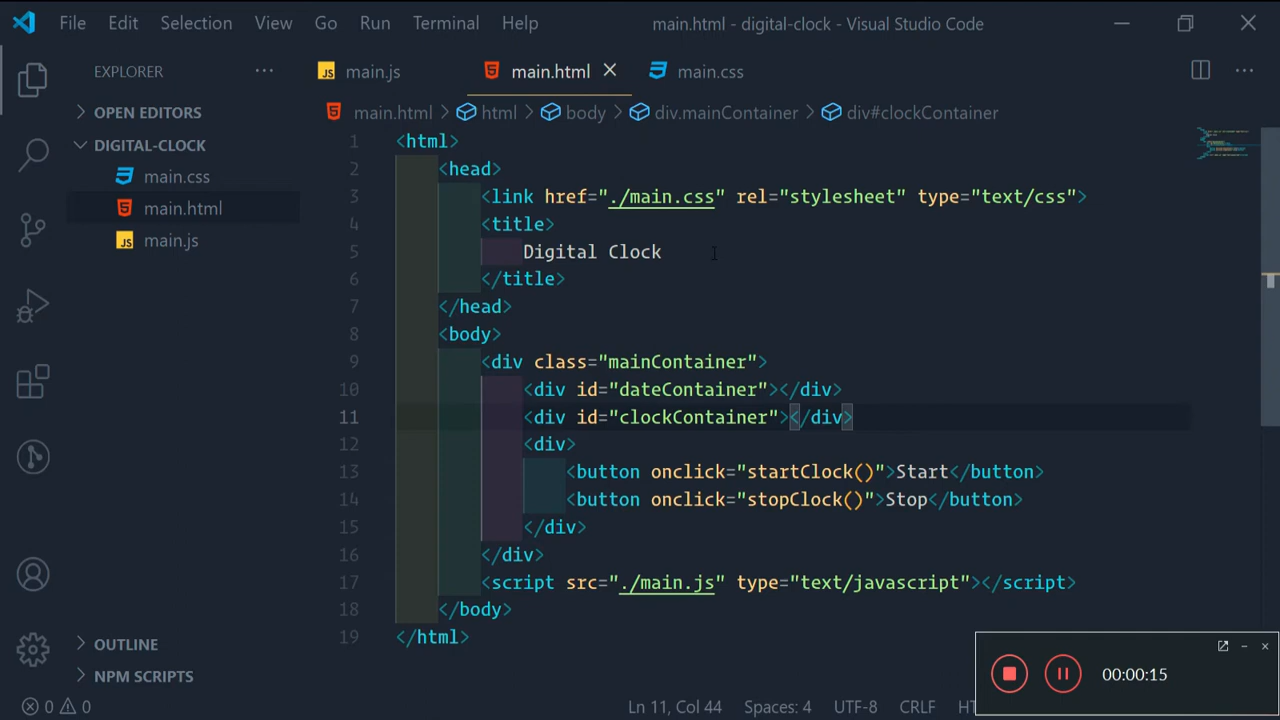 File Edit Selection View Go Run Terminal Help main.html - digital-clock - Visual Studio Code
EXPLORER
OPEN EDITORS
DIGITAL-CLOCK
main.css
main.html
main.js
OUTLINE
NPM SCRIPTS
main.js main.html main.css
main.html > html > body > div.mainContainer > div#clockContainer
1 <html>
2 <head>
3 <link href="./main.css" rel="stylesheet" type="text/css">
4 <title>
5 Digital Clock
6 </title>
7 </head>
8 <body>
9 <div class="mainContainer">
10 <div id="dateContainer"></div>
11 <div id="clockContainer"></div>
12 <div>
13 <button onclick="startClock()">Start</button>
14 <button onclick="stopClock()">Stop</button>
15 </div>
16 </div>
17 <script src="./main.js" type="text/javascript"></script>
18 </body>
19 </html>
00:00:15
0 0 Ln 11, Col 44 Spaces: 4 UTF-8 CRLF